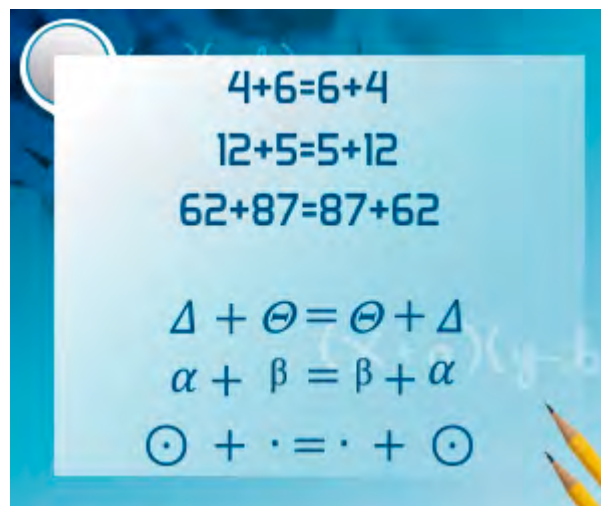 4+6=6+4
12+5=5+12
62+87=87+62
Δ + Θ = Θ + Δ
α + β = β + α
⊙ + · = · + ⊙